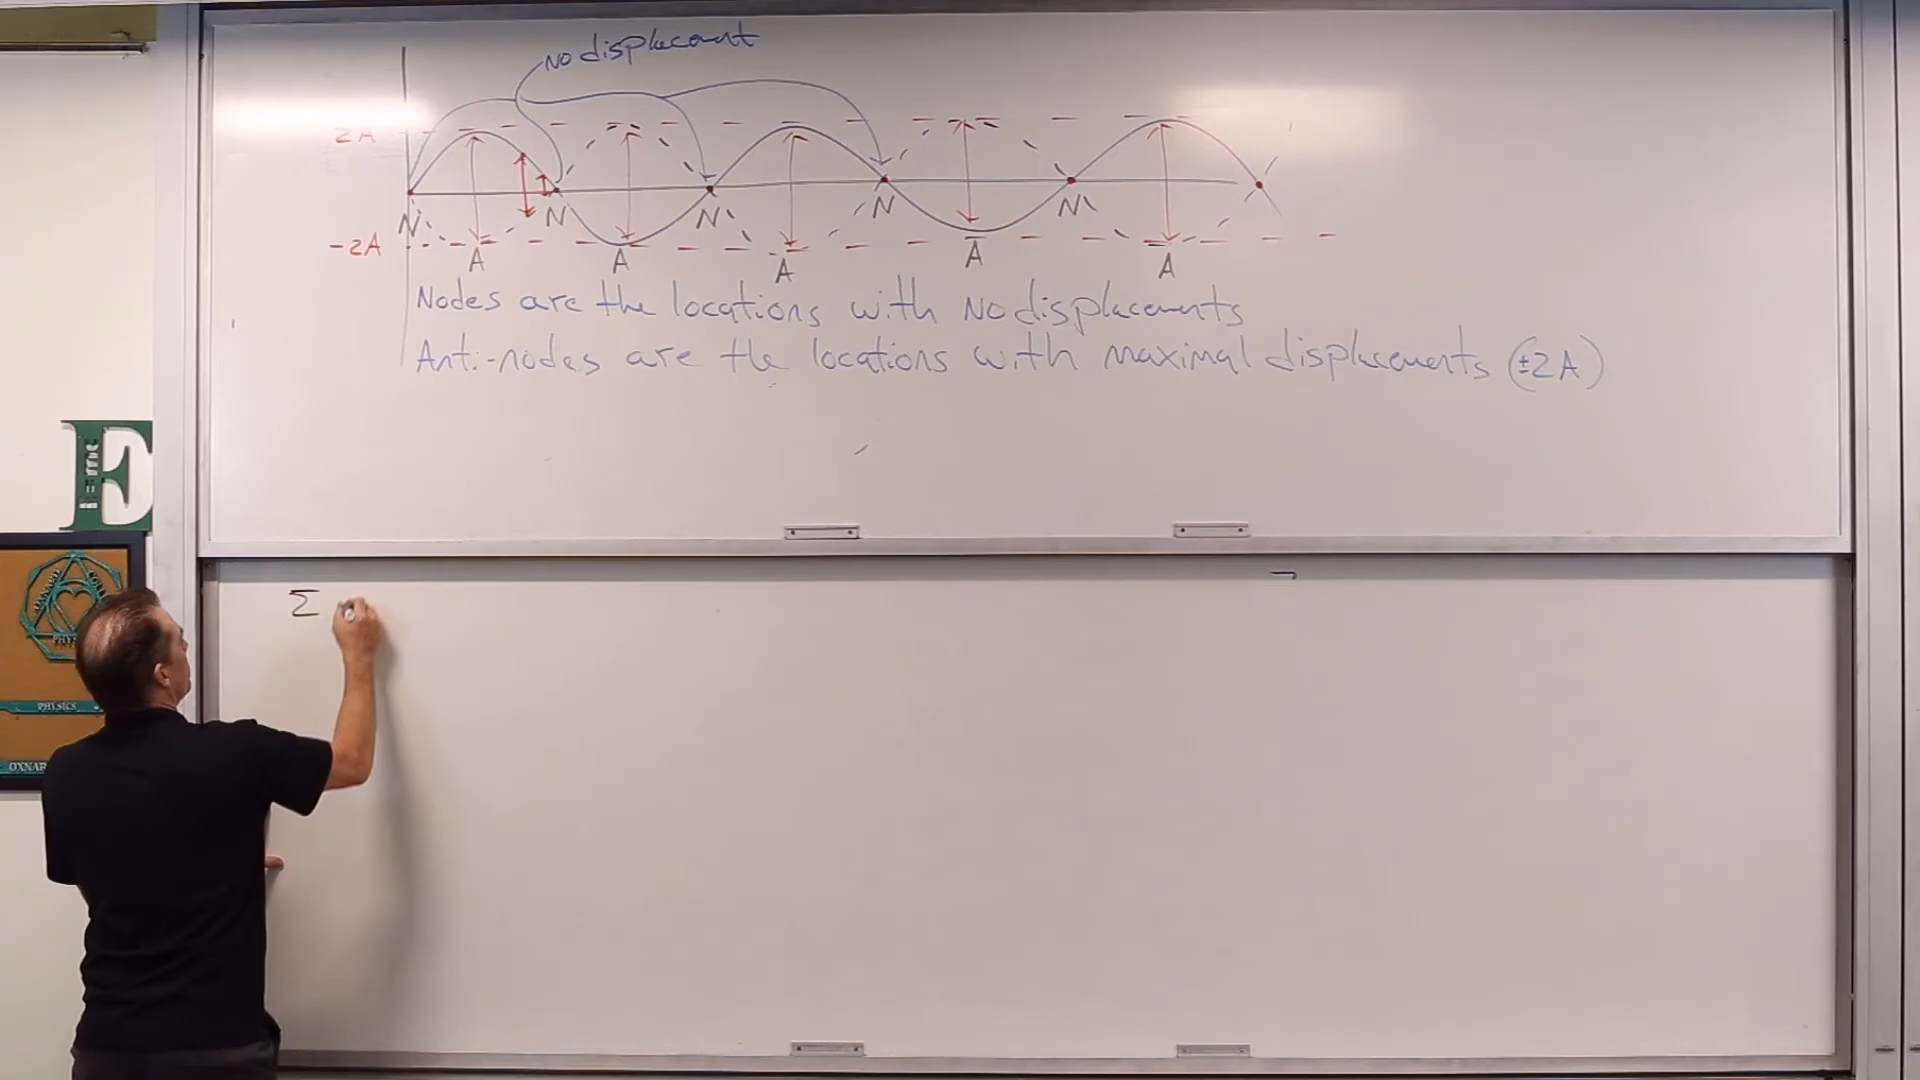 No displacement
2A
N N N N N
-2A
A A A A A
Nodes are the locations with No displacements
Anti-nodes are the locations with maximal displacements (±2A)
Σ
E
PHYSICS